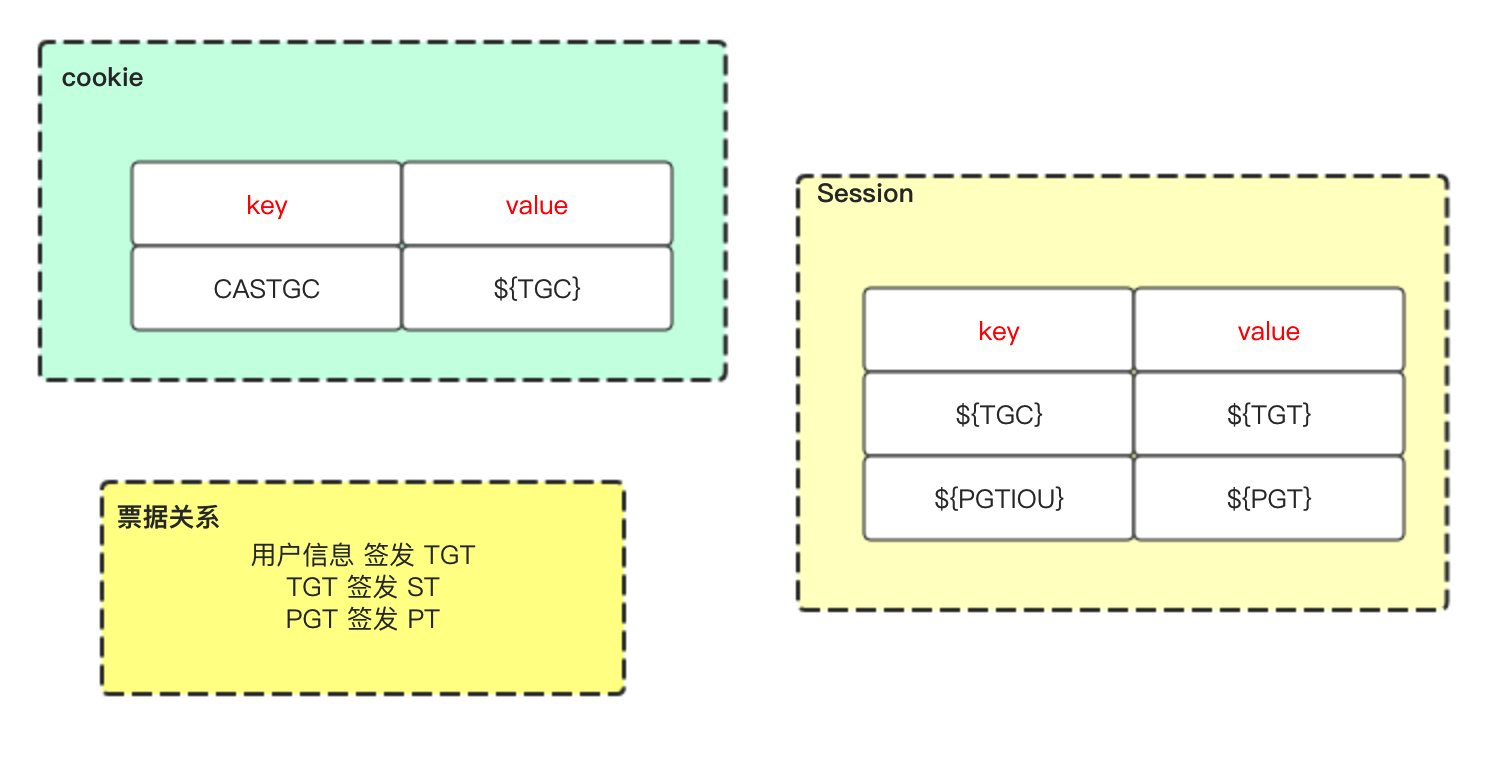 cookie
key value
CASTGC ${TGC}
Session
key value
${TGC} ${TGT}
${PGTIOU} ${PGT}
票据关系
用户信息 签发 TGT
TGT 签发 ST
PGT 签发 PT